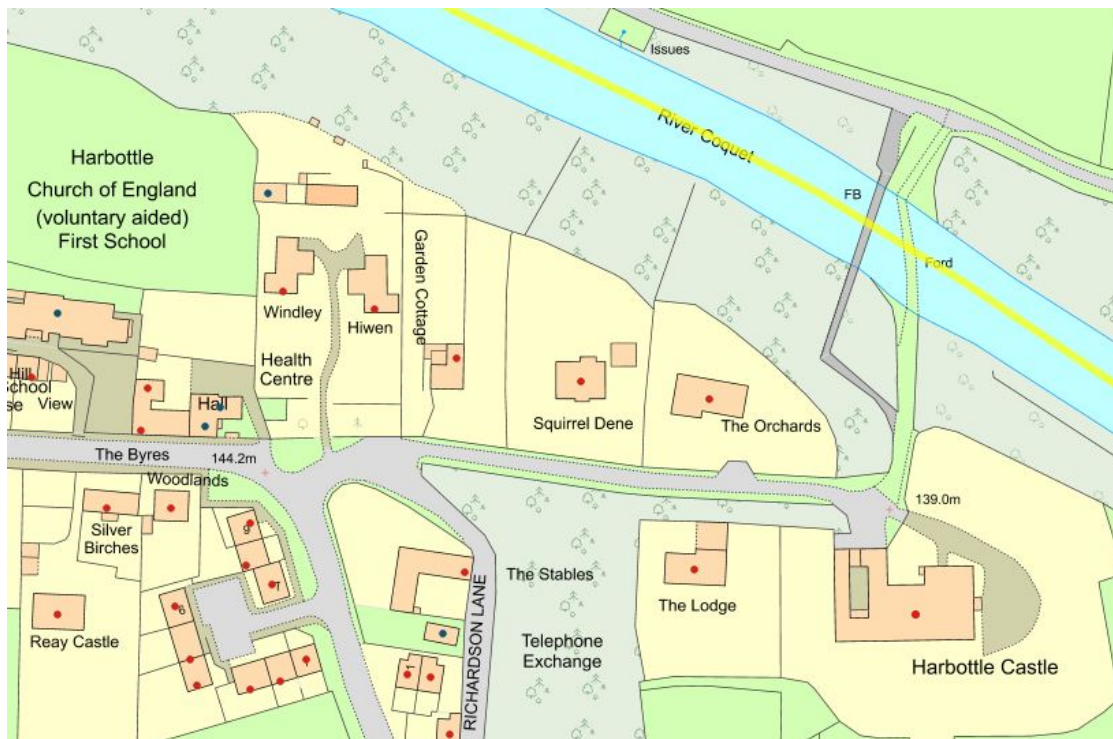 Issues
River Coquet
Harbottle
Church of England
(voluntary aided)
First School
FB
Garden Cottage
Ford
Windley
Hiwen
Health
Centre
Hill
School
View
se
Hall
Squirrel Dene
The Orchards
The Byres
144.2m
Woodlands
139.0m
Silver
Birches
9
7
The Stables
The Lodge
6
Reay Castle
Telephone
Exchange
1
1
Harbottle Castle
RICHARDSON LANE